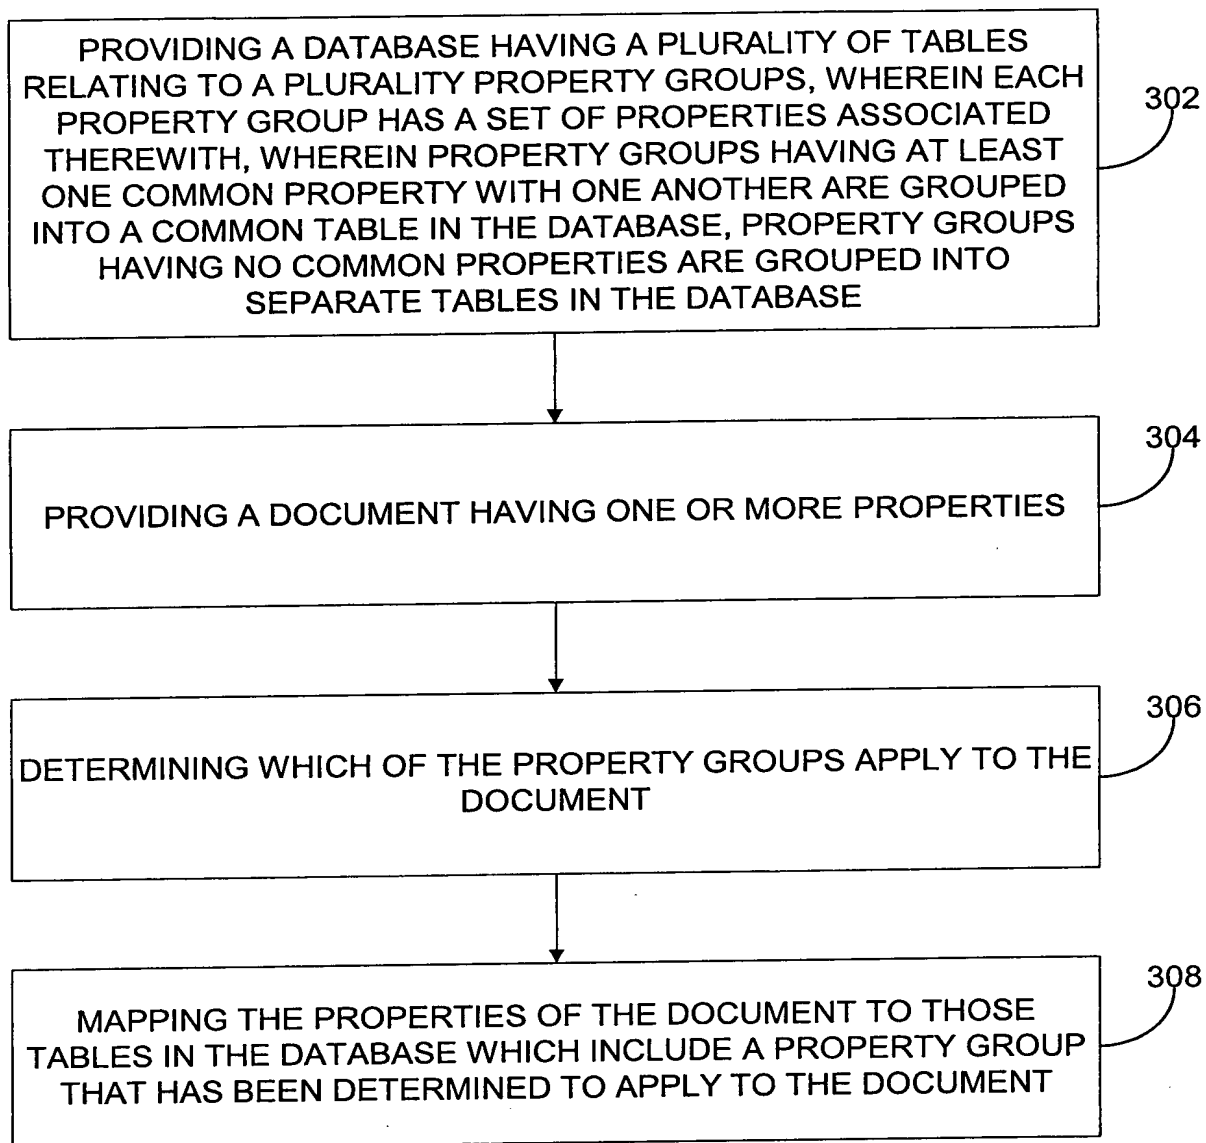 PROVIDING A DATABASE HAVING A PLURALITY OF TABLES
RELATING TO A PLURALITY PROPERTY GROUPS, WHEREIN EACH
PROPERTY GROUP HAS A SET OF PROPERTIES ASSOCIATED
THEREWITH, WHEREIN PROPERTY GROUPS HAVING AT LEAST
ONE COMMON PROPERTY WITH ONE ANOTHER ARE GROUPED
INTO A COMMON TABLE IN THE DATABASE, PROPERTY GROUPS
HAVING NO COMMON PROPERTIES ARE GROUPED INTO
SEPARATE TABLES IN THE DATABASE
302
PROVIDING A DOCUMENT HAVING ONE OR MORE PROPERTIES
304
DETERMINING WHICH OF THE PROPERTY GROUPS APPLY TO THE
DOCUMENT
306
MAPPING THE PROPERTIES OF THE DOCUMENT TO THOSE
TABLES IN THE DATABASE WHICH INCLUDE A PROPERTY GROUP
THAT HAS BEEN DETERMINED TO APPLY TO THE DOCUMENT
308